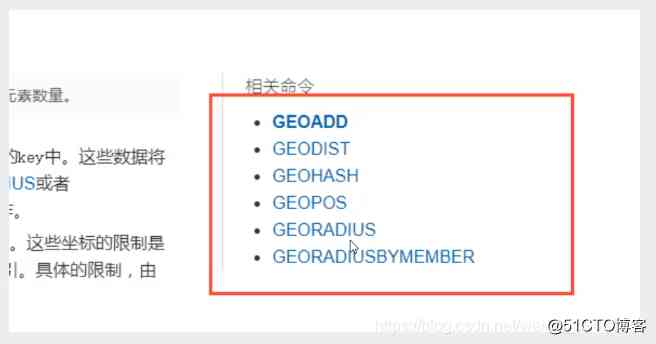 相关命令
元素数量。
GEOADD
GEODIST
的key中。这些数据将
GEOHASH
IUS或者
GEOPOS
。
GEORADIUS
。这些坐标的限制是
GEORADIUSBYMEMBER
引。具体的限制，由
https://blog.csdn.net/
@51CTO博客